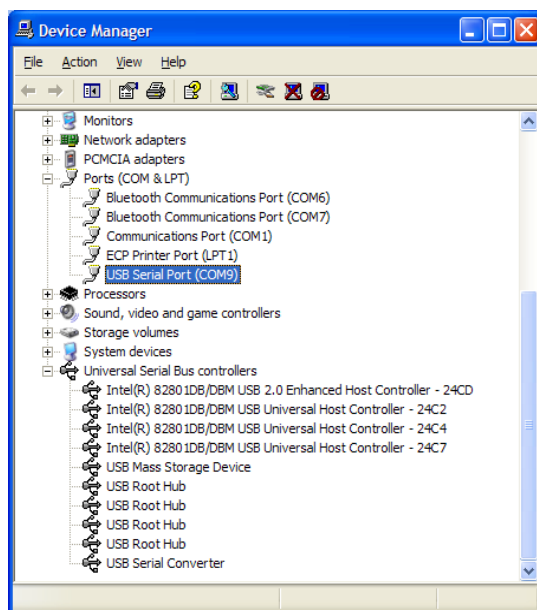 Device Manager
File Action View Help
Monitors
Network adapters
PCMCIA adapters
Ports (COM & LPT)
Bluetooth Communications Port (COM6)
Bluetooth Communications Port (COM7)
Communications Port (COM1)
ECP Printer Port (LPT1)
USB Serial Port (COM9)
Processors
Sound, video and game controllers
Storage volumes
System devices
Universal Serial Bus controllers
Intel(R) 82801DB/DBM USB 2.0 Enhanced Host Controller - 24CD
Intel(R) 82801DB/DBM USB Universal Host Controller - 24C2
Intel(R) 82801DB/DBM USB Universal Host Controller - 24C4
Intel(R) 82801DB/DBM USB Universal Host Controller - 24C7
USB Mass Storage Device
USB Root Hub
USB Root Hub
USB Root Hub
USB Root Hub
USB Serial Converter